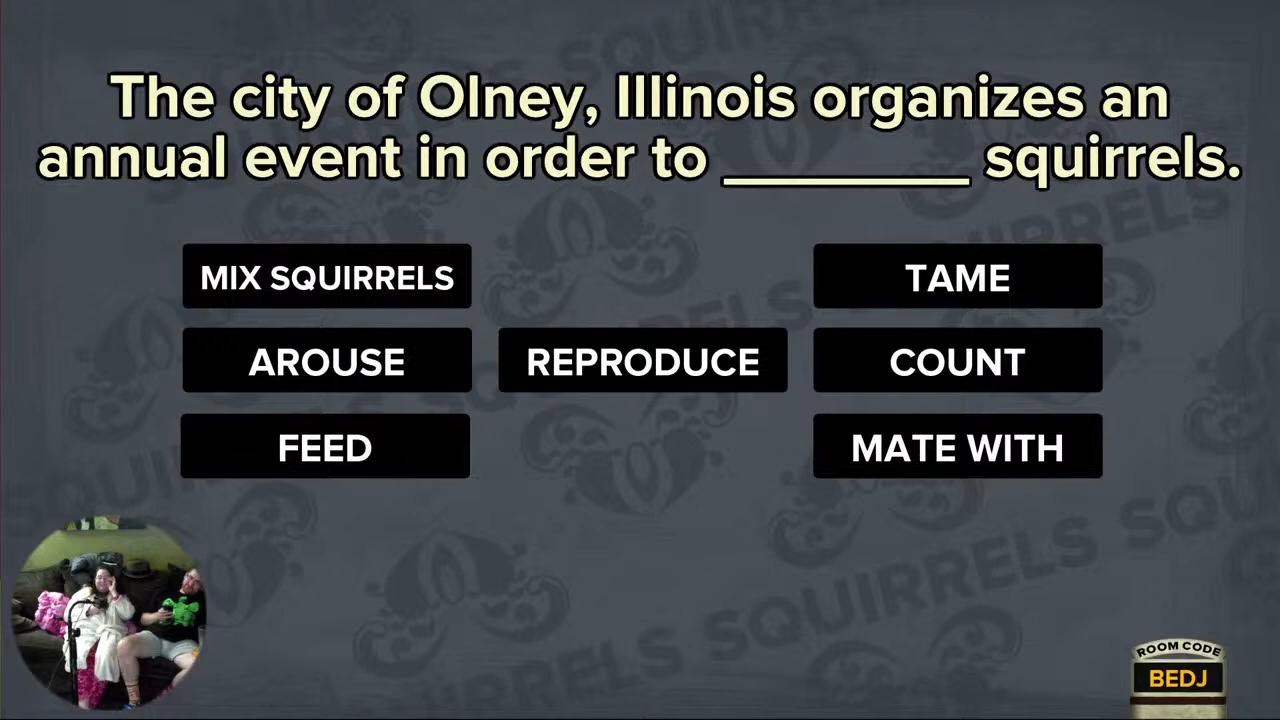 The city of Olney, Illinois organizes an
annual event in order to ________ squirrels.
MIX SQUIRRELS
TAME
AROUSE
REPRODUCE
COUNT
FEED
MATE WITH
ROOM CODE
BEDJ